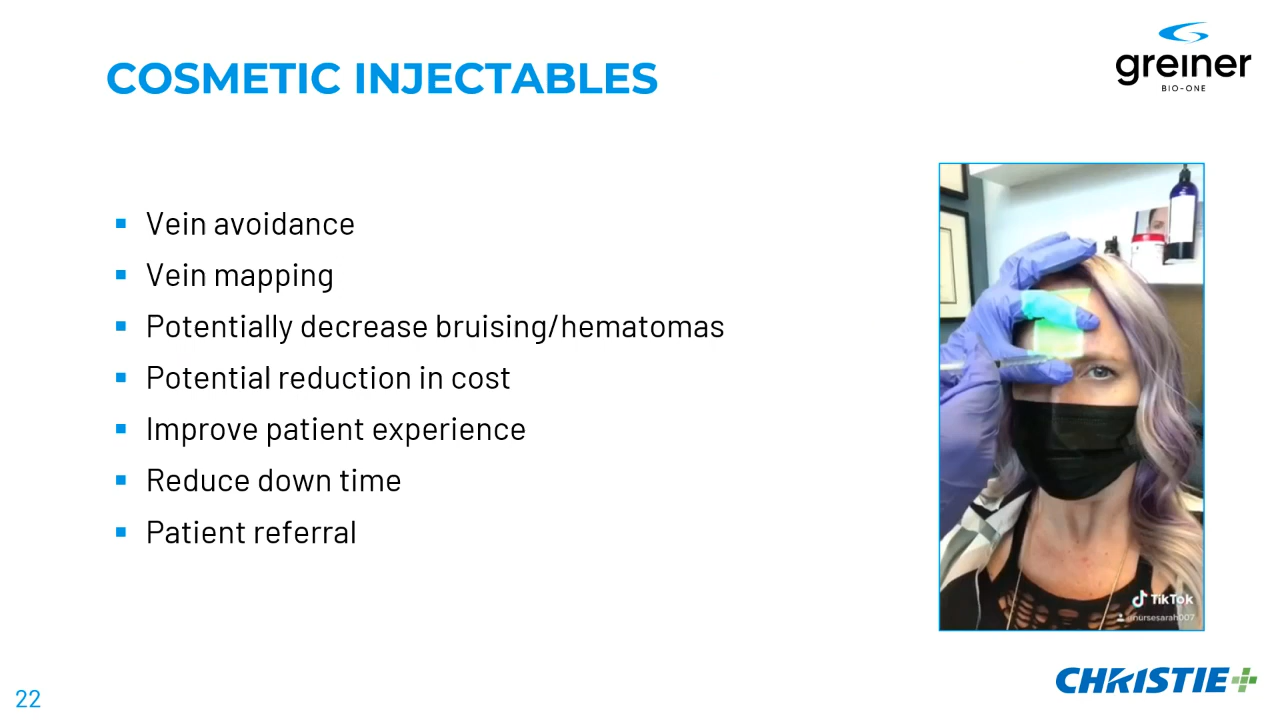 COSMETIC INJECTABLES
greiner
BIO-ONE
Vein avoidance
Vein mapping
Potentially decrease bruising/hematomas
Potential reduction in cost
Improve patient experience
Reduce down time
Patient referral
TikTok
nursesarah007
CHRISTIE
22